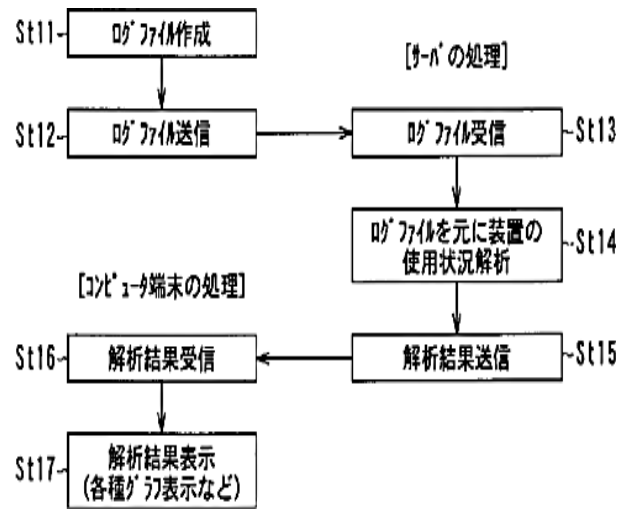 St11
ログファイル作成
[サーバの処理]
St12
ログファイル送信
ログファイル受信
St13
ログファイルを元に装置の
使用状況解析
St14
[コンピュータ端末の処理]
St16
解析結果受信
解析結果送信
St15
St17
解析結果表示
(各種グラフ表示など)